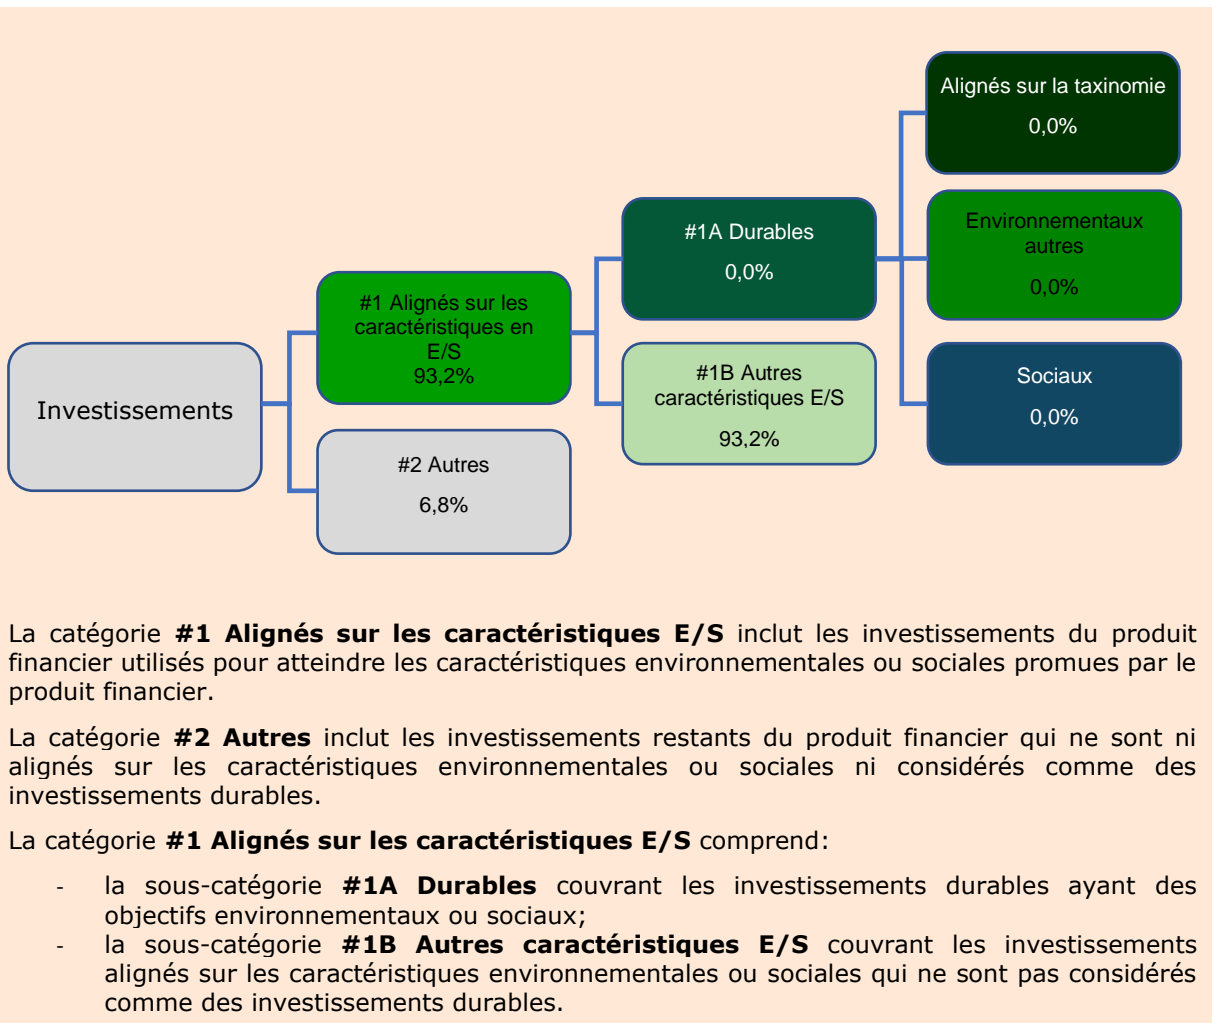 Alignés sur la taxinomie
0,0%
#1A Durables
0,0%
Environnementaux
autres
0,0%
#1 Alignés sur les
caractéristiques en
E/S
93,2%
#1B Autres
caractéristiques E/S
93,2%
Sociaux
0,0%
Investissements
#2 Autres
6,8%
La catégorie #1 Alignés sur les caractéristiques E/S inclut les investissements du produit
financier utilisés pour atteindre les caractéristiques environnementales ou sociales promues par le
produit financier.
La catégorie #2 Autres inclut les investissements restants du produit financier qui ne sont ni
alignés sur les caractéristiques environnementales ou sociales ni considérés comme des
investissements durables.
La catégorie #1 Alignés sur les caractéristiques E/S comprend:
- la sous-catégorie #1A Durables couvrant les investissements durables ayant des
objectifs environnementaux ou sociaux;
- la sous-catégorie #1B Autres caractéristiques E/S couvrant les investissements
alignés sur les caractéristiques environnementales ou sociales qui ne sont pas considérés
comme des investissements durables.